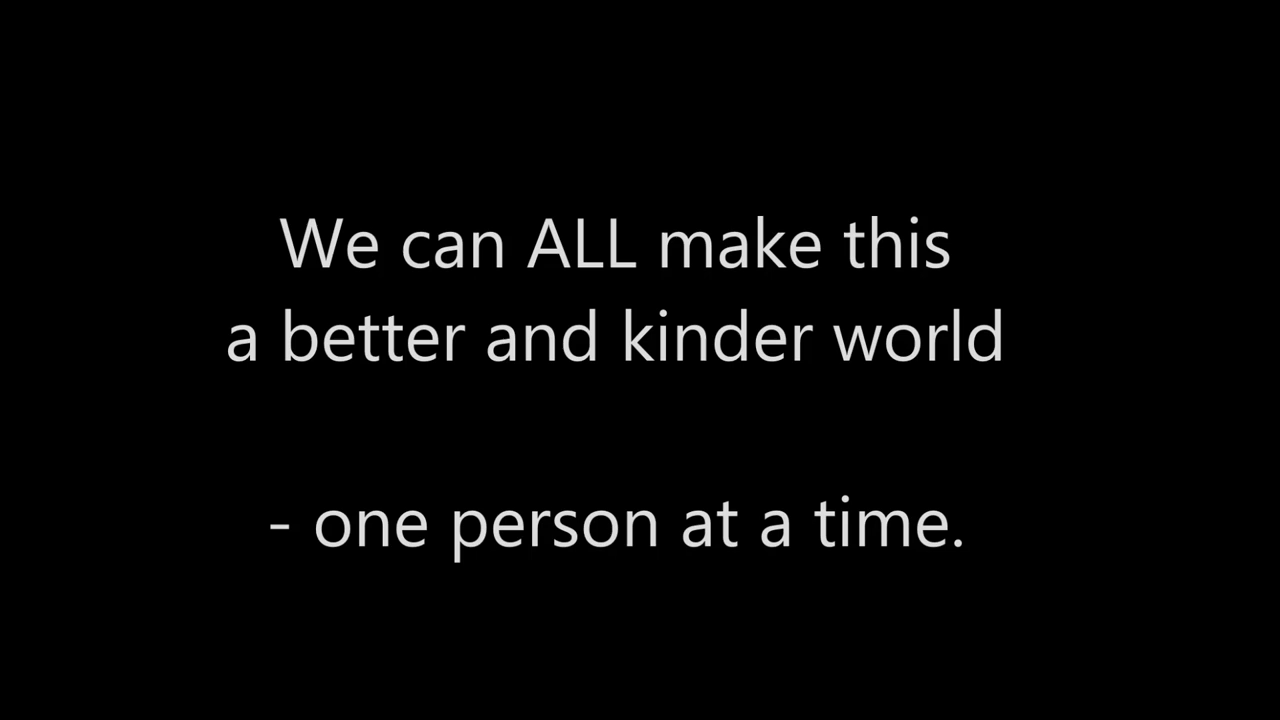 We can ALL make this
a better and kinder world
- one person at a time.